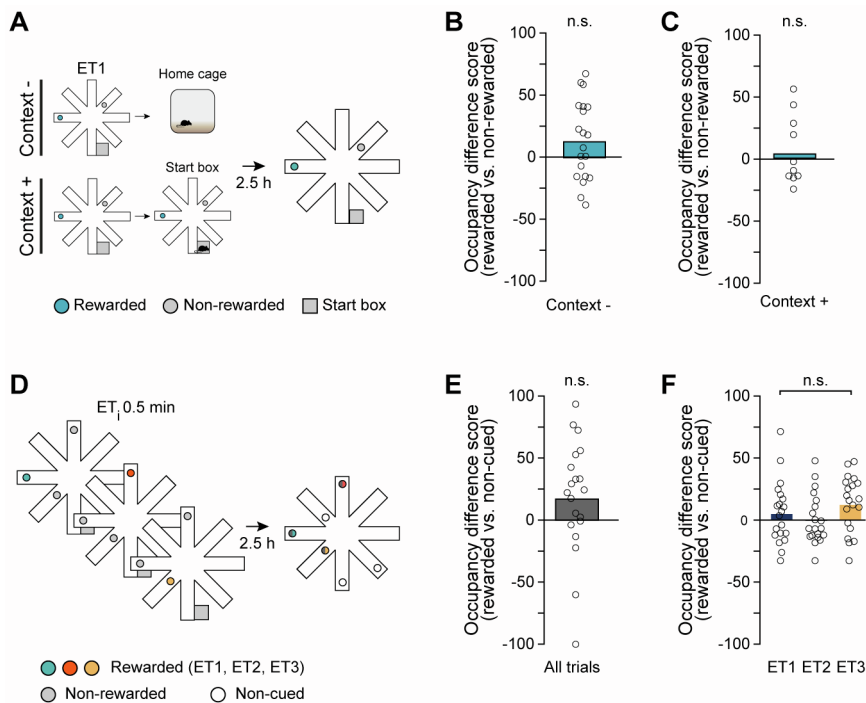 A
ET1
Home cage
Context -
Start box
Context +
2.5 h
Rewarded
Non-rewarded
Start box
B
n.s.
Occupancy difference score
(rewarded vs. non-rewarded)
100
50
0
-50
-100
Context -
C
n.s.
Occupancy difference score
(rewarded vs. non-rewarded)
100
50
0
-50
-100
Context +
D
ET
0.5 min
2.5 h
Rewarded (ET1, ET2, ET3)
Non-rewarded
Non-cued
E
n.s.
Occupancy difference score
(rewarded vs. non-cued)
100
50
0
-50
-100
All trials
F
n.s.
Occupancy difference score
(rewarded vs. non-cued)
100
50
0
-50
-100
ET1 ET2 ET3